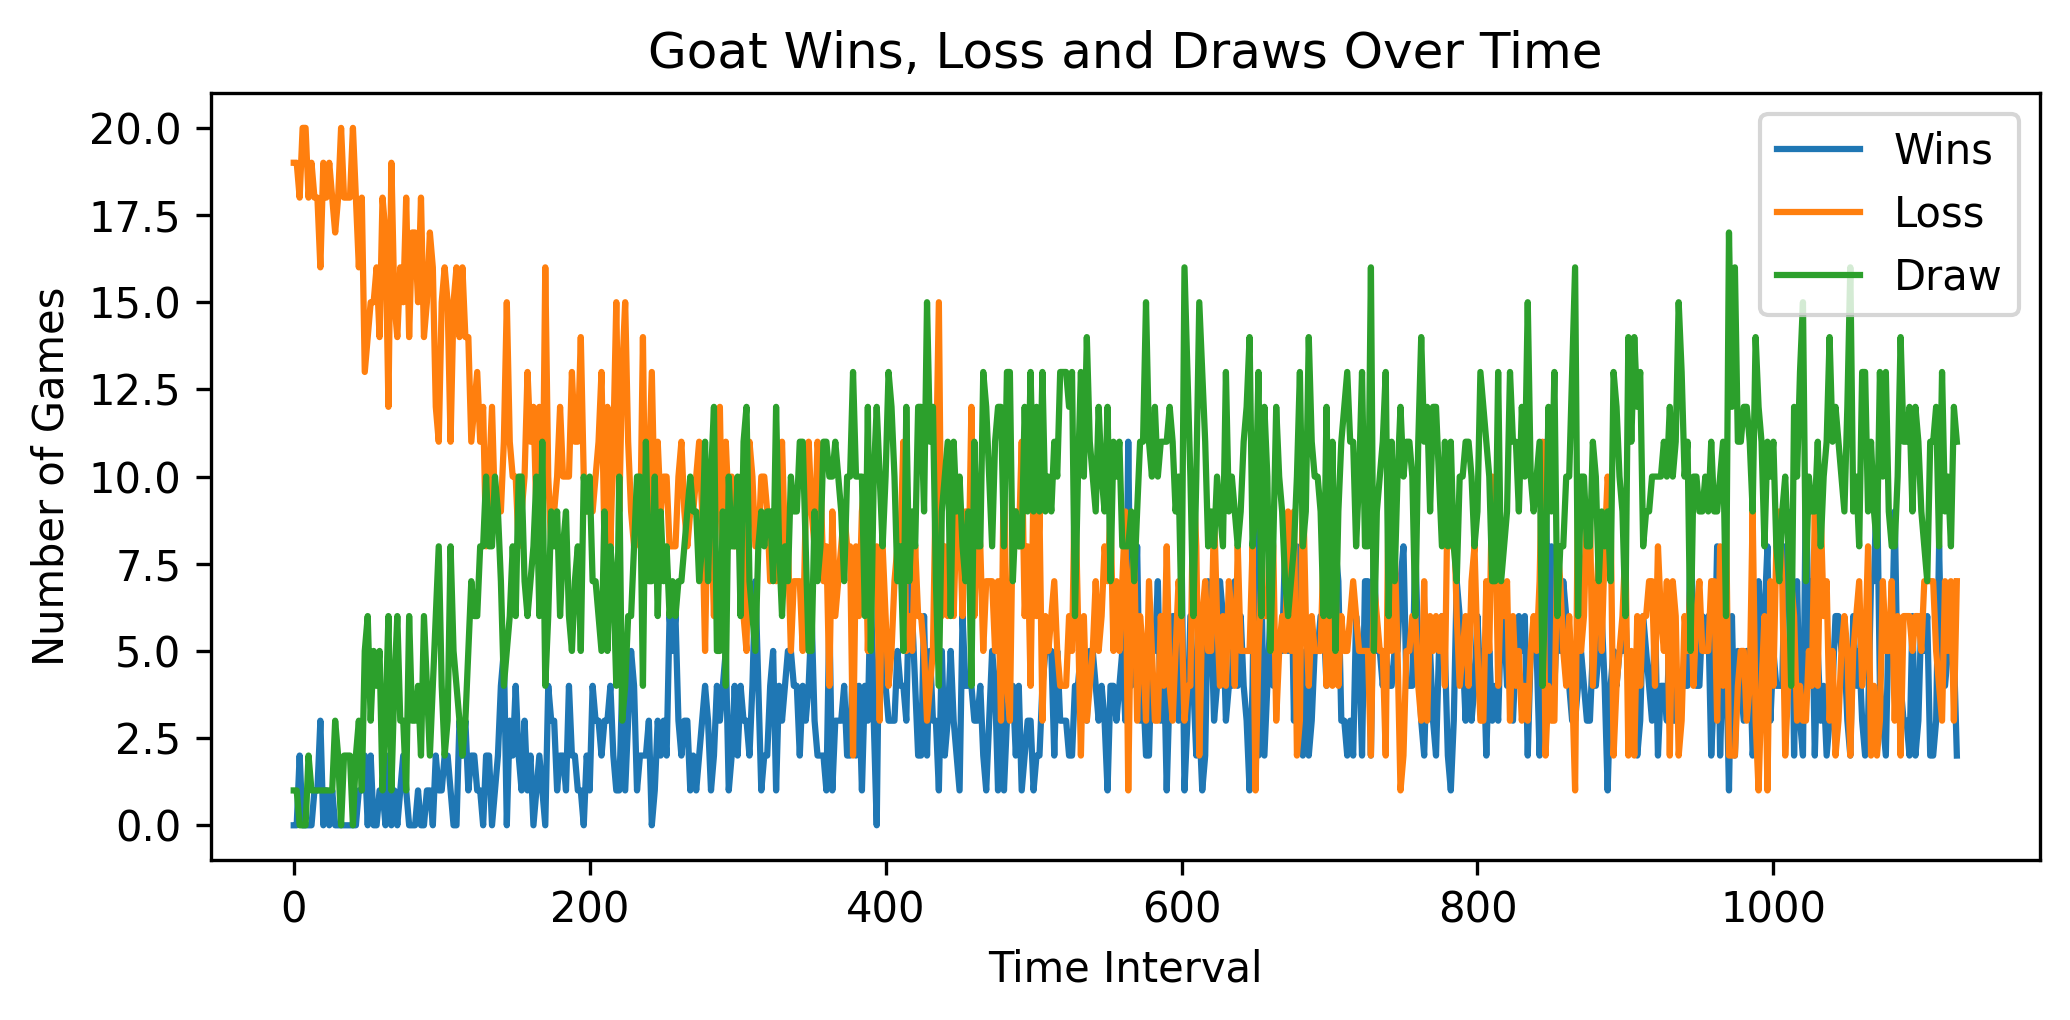 Goat Wins, Loss and Draws Over Time
Number of Games
20.0
17.5
15.0
12.5
10.0
7.5
5.0
2.5
0.0
Wins
Loss
Draw
0 200 400 600 800 1000
Time Interval